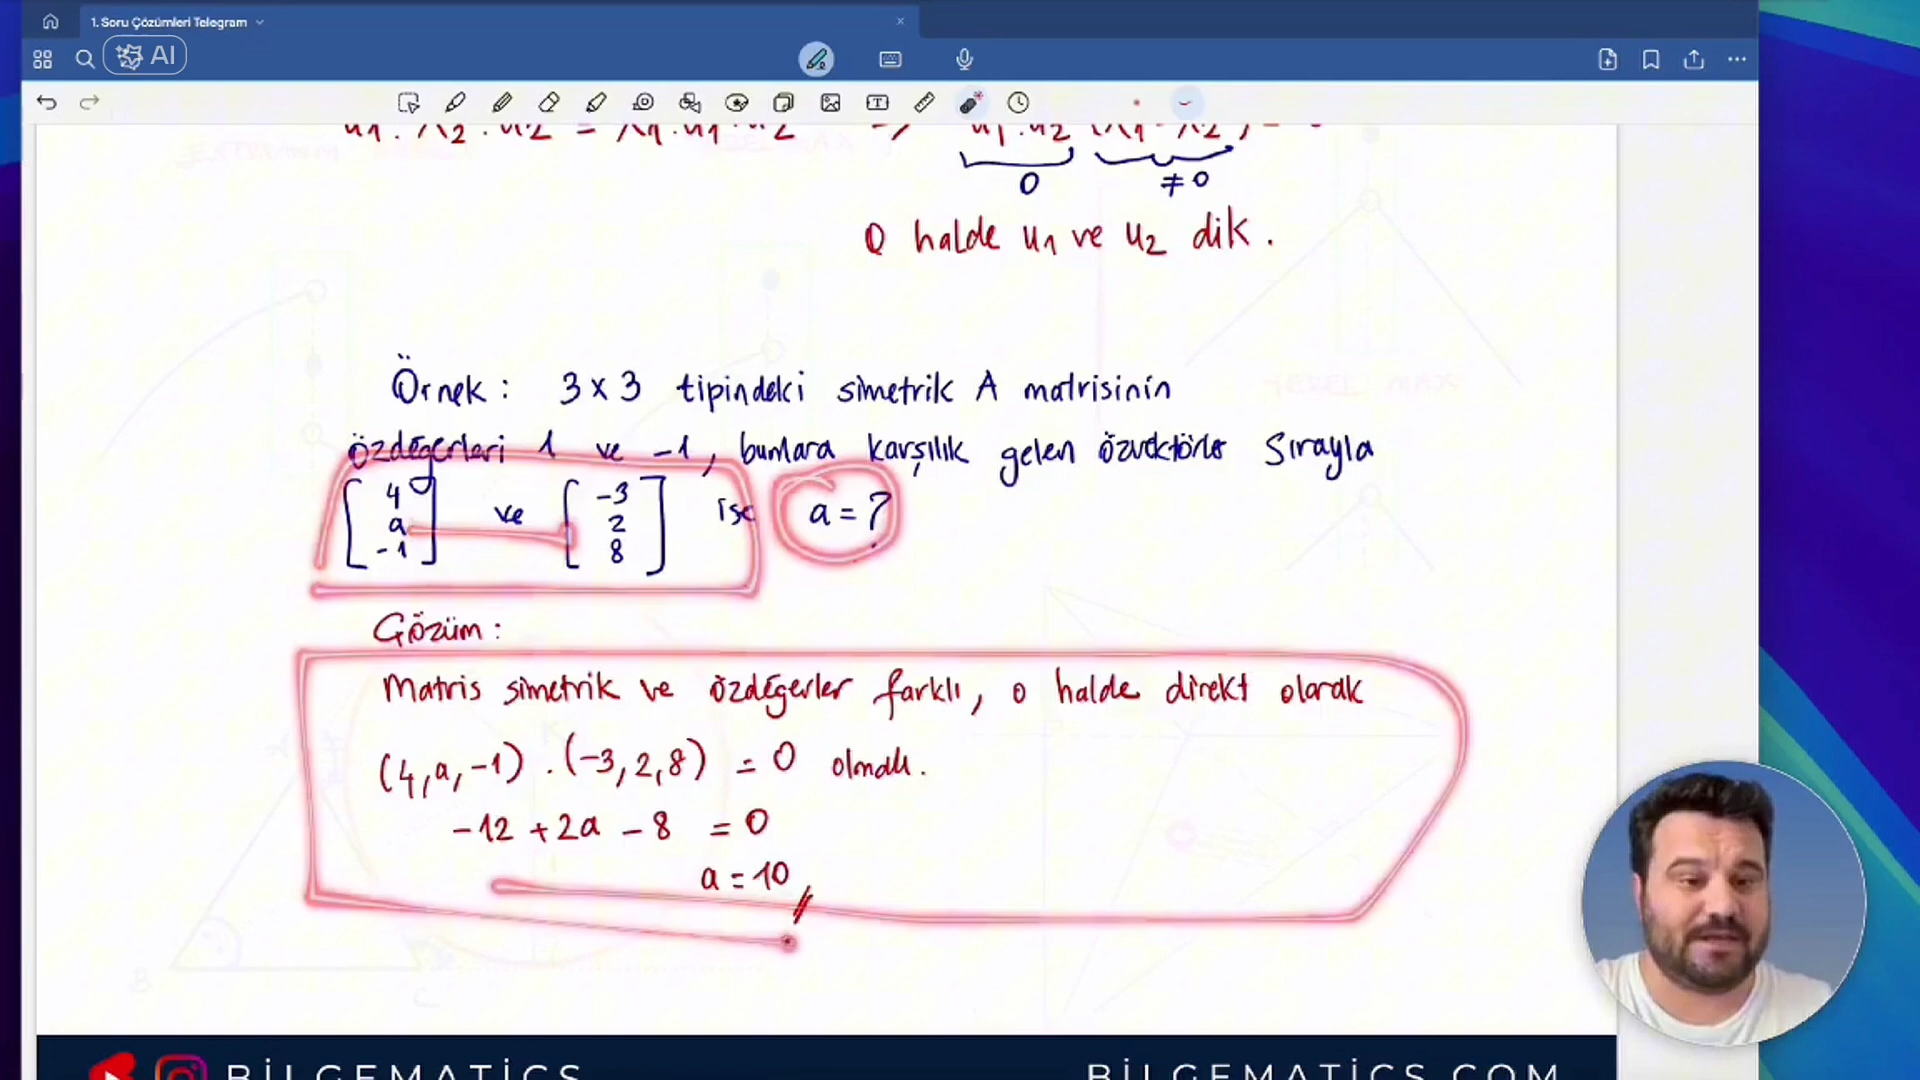 1. Soru Çözümleri Telegram
AI
0
≠ 0
O halde u1 ve u2 dik.
Örnek: 3x3 tipindeki simetrik A matrisinin
özdeğerleri 1 ve -1, bunlara karşılık gelen özvektörler sırayla
[4 a -1] ve [-3 2 8] ise a = ?
Çözüm:
Matris simetrik ve özdeğerler farklı, o halde direkt olarak
(4,a,-1) . (-3,2,8) = 0 olmalı.
-12 + 2a - 8 = 0
a = 10
BİLGEMATİCS
BİLGEMATİCS.COM